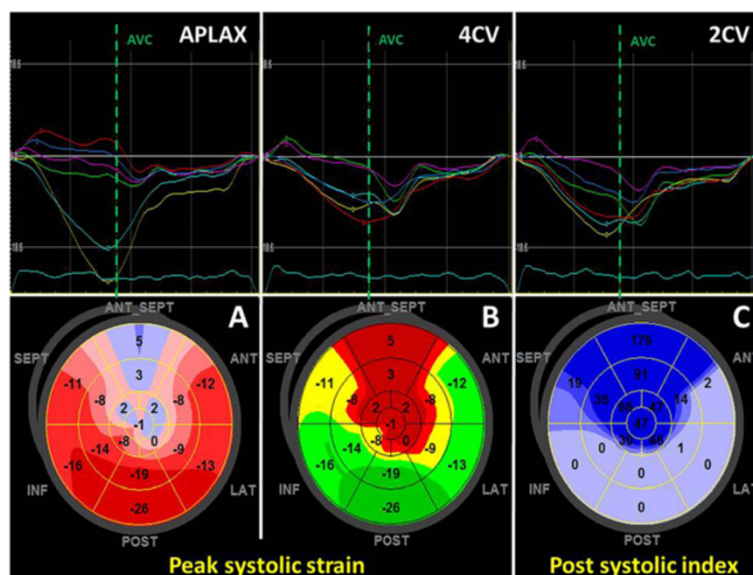 APLAX
AVC
4CV
AVC
2CV
AVC
A
ANT_SEPT
SEPT
ANT
5
3
-11
-8
2
2
-8
-12
-1
-8
0
-16
-14
-9
-13
-19
-26
INF
LAT
POST
B
ANT_SEPT
SEPT
ANT
5
3
-11
-8
2
2
-8
-12
-1
-8
0
-16
-14
-9
-13
-19
-26
INF
LAT
POST
C
ANT_SEPT
SEPT
ANT
179
91
19
36
47
14
2
47
0
0
1
0
0
0
INF
LAT
POST
Peak systolic strain
Post systolic index